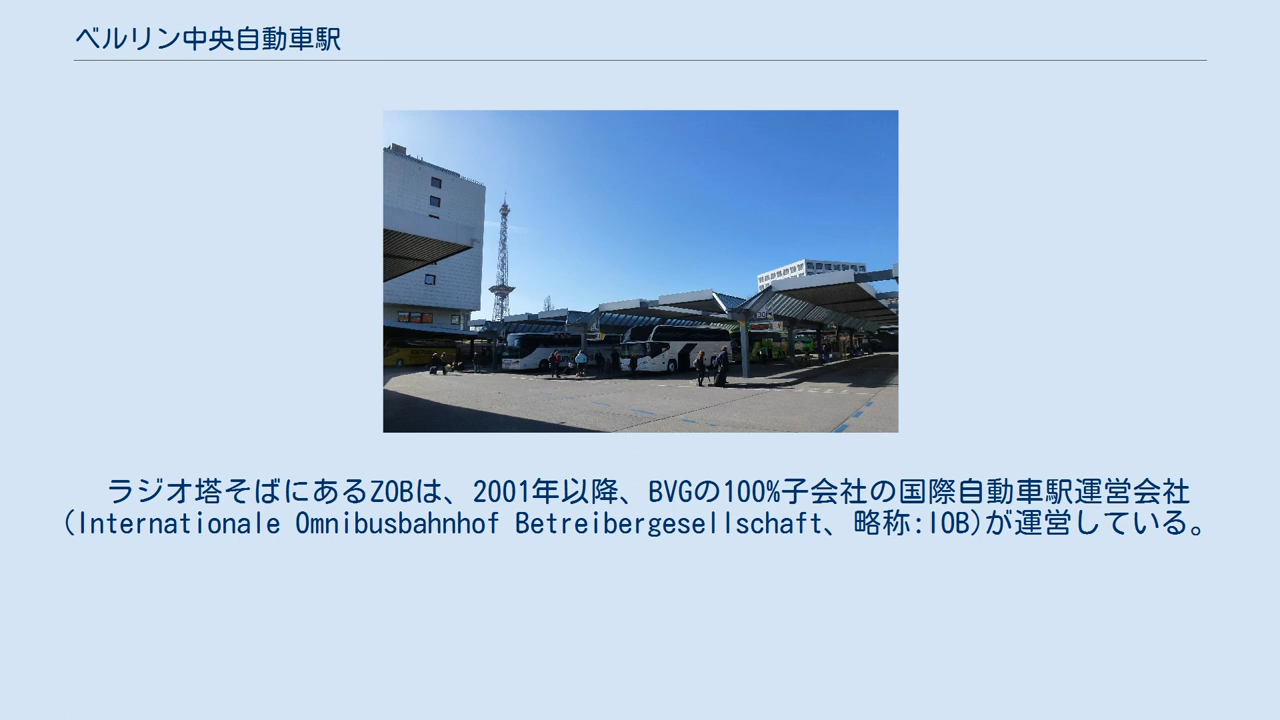 ベルリン中央自動車駅
ラジオ塔そばにあるZOBは、2001年以降、BVGの100%子会社の国際自動車駅運営会社
(Internationale Omnibusbahnhof Betreibergesellschaft、略称:IOB)が運営している。